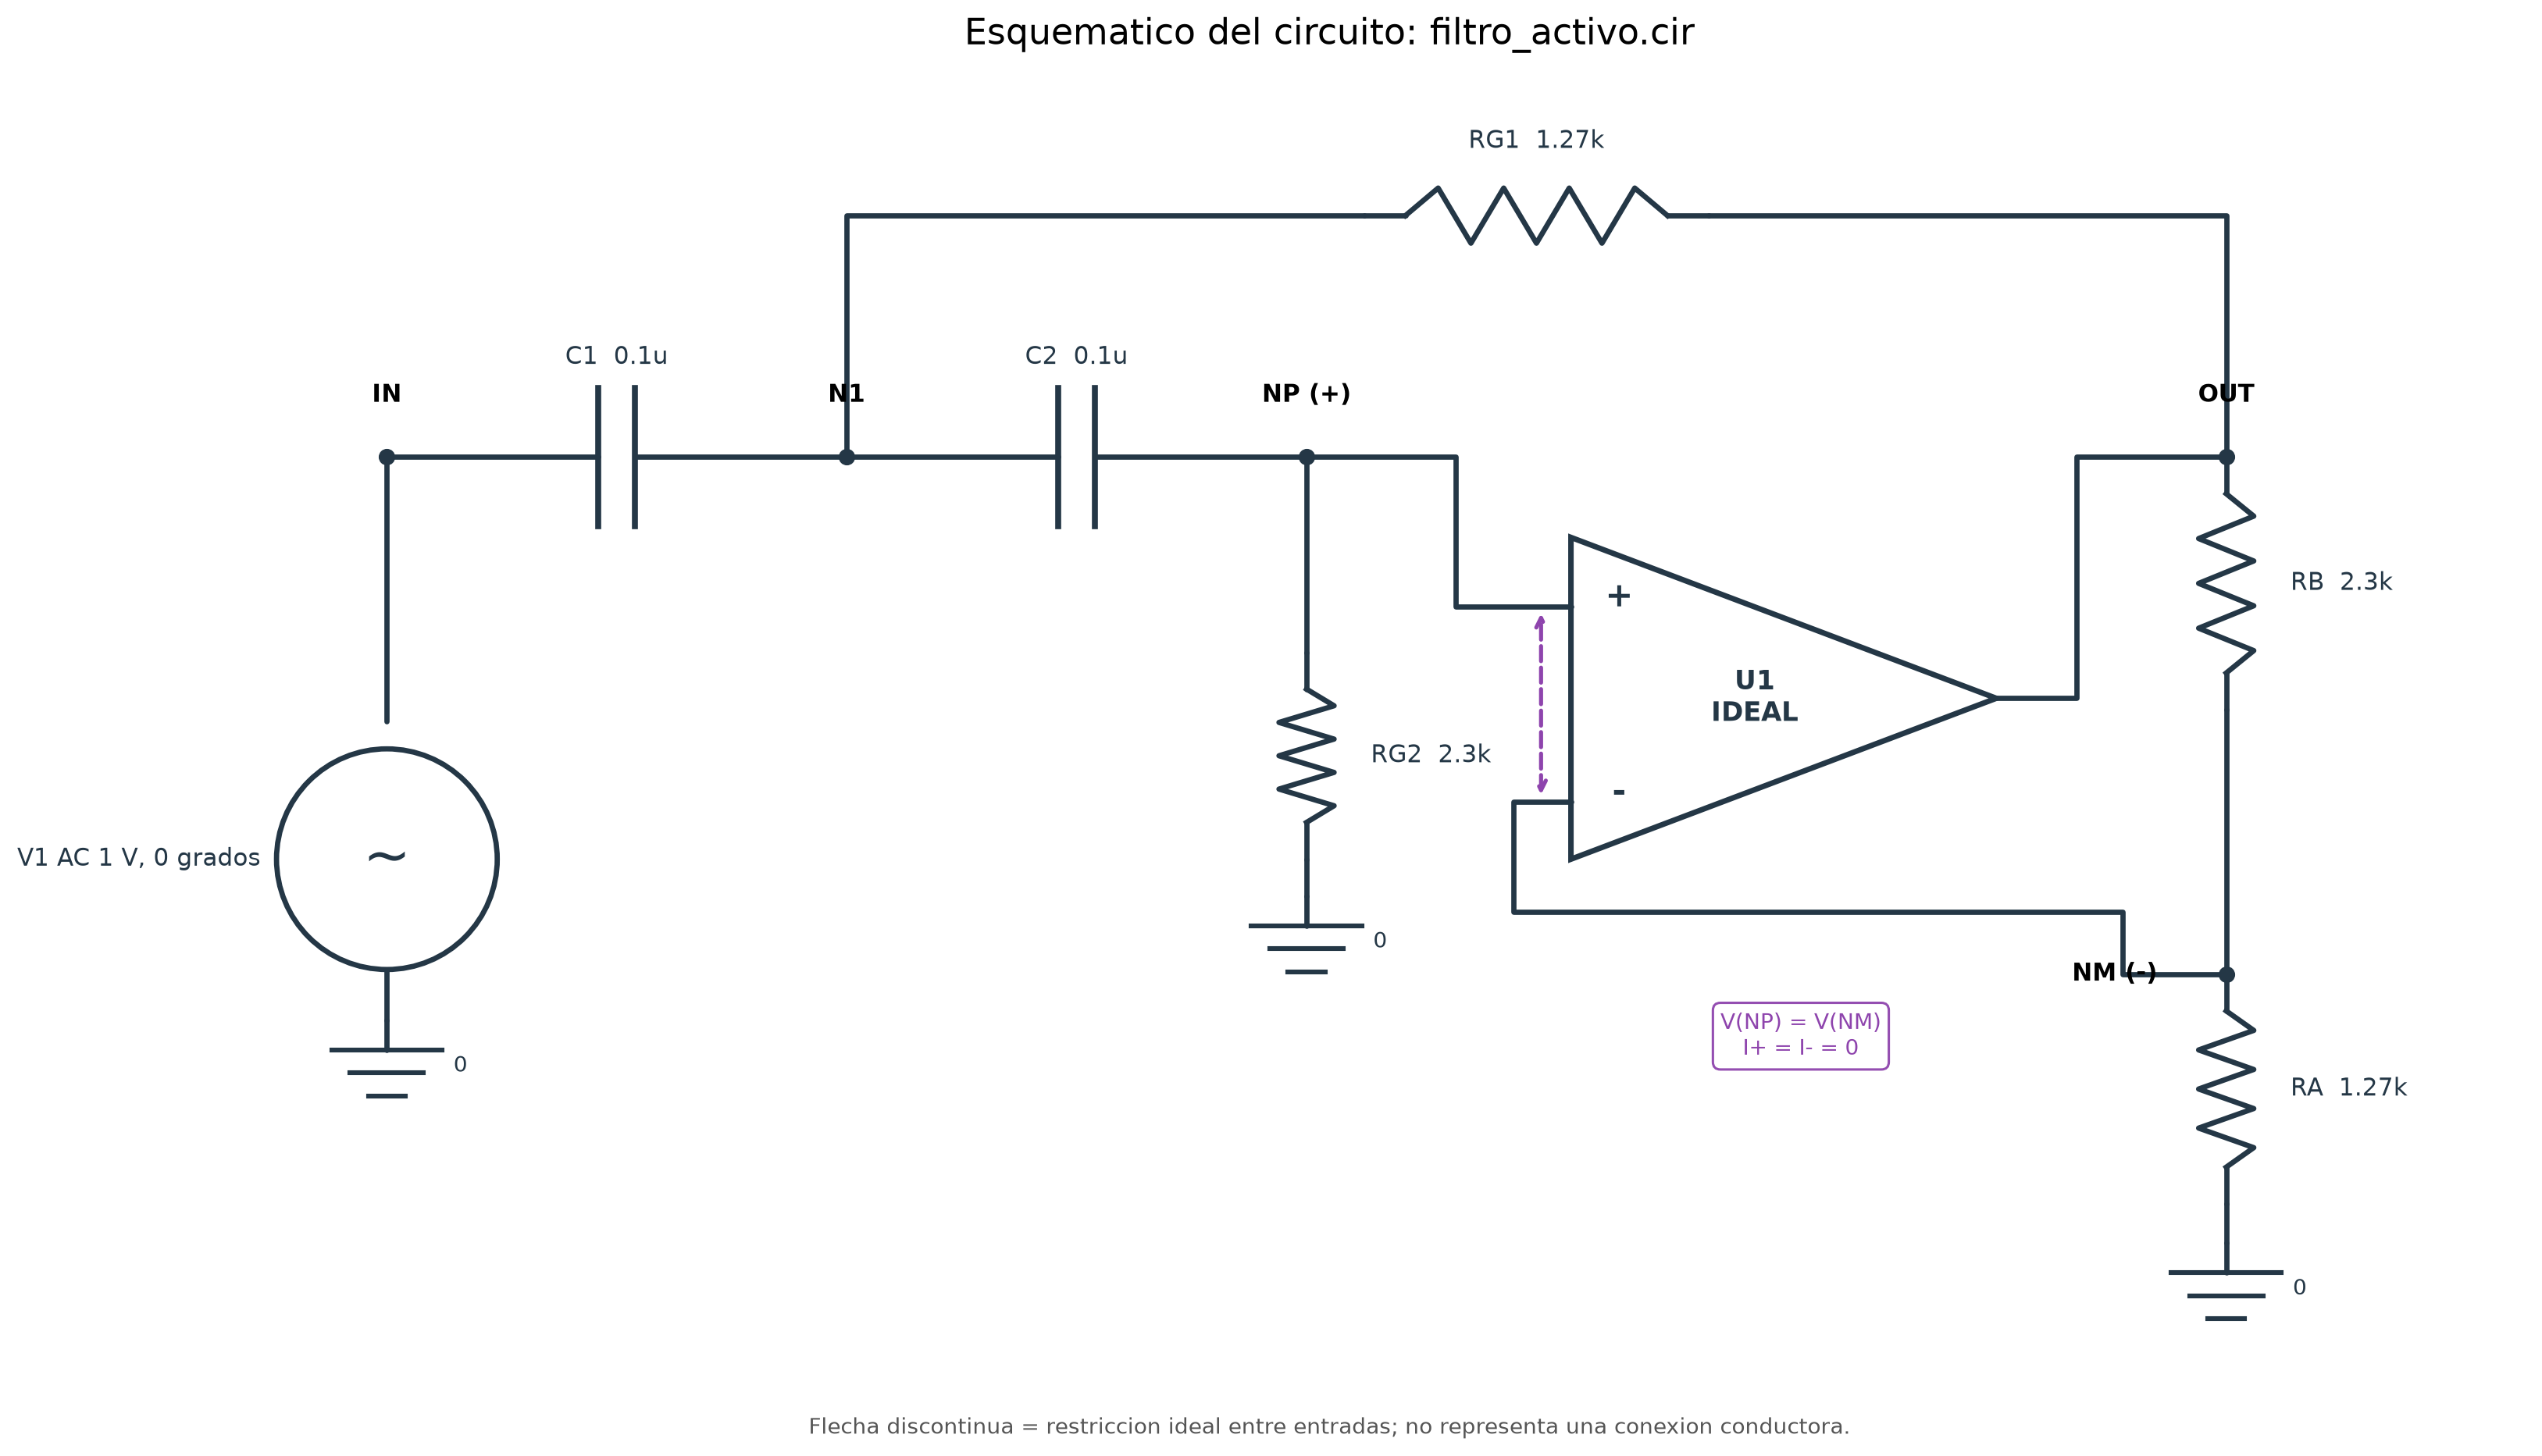 Esquematico del circuito: filtro_activo.cir
RG1  1.27k
C1  0.1u
C2  0.1u
IN
N1
NP (+)
OUT
+
RB  2.3k
U1
IDEAL
RG2  2.3k
-
V1 AC 1 V, 0 grados
~
0
NM (-)
V(NP) = V(NM)
I+ = I- = 0
0
RA  1.27k
0
Flecha discontinua = restriccion ideal entre entradas; no representa una conexion conductora.